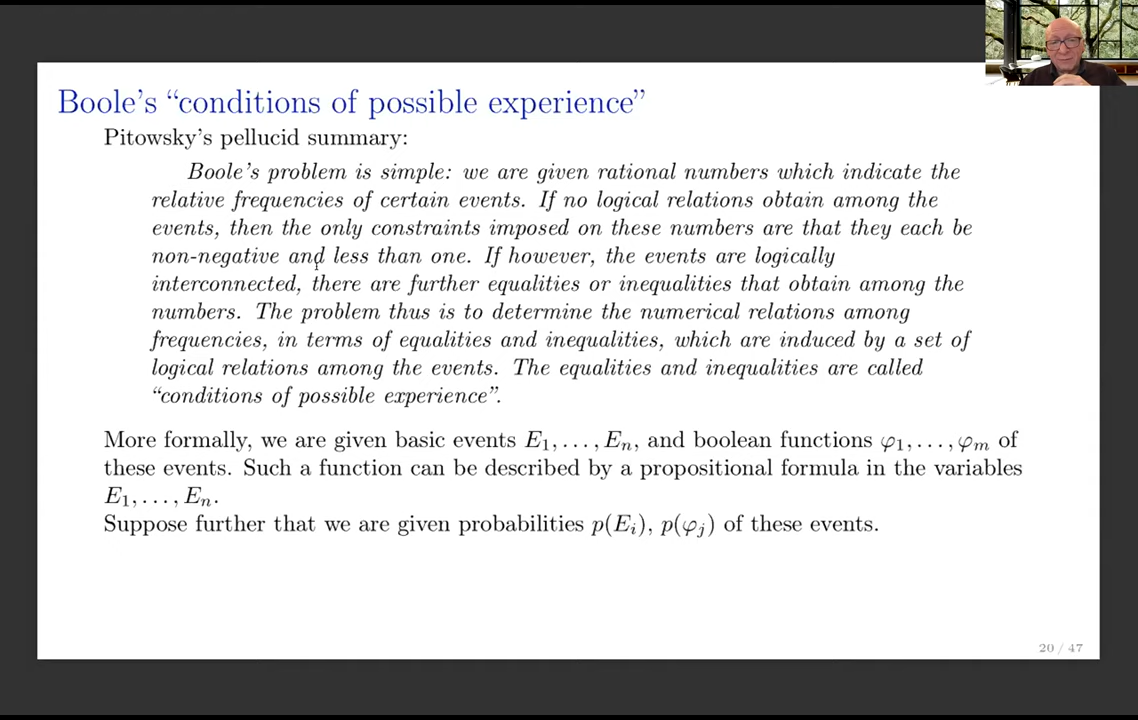 Boole's “conditions of possible experience”
Pitowsky's pellucid summary:
Boole's problem is simple: we are given rational numbers which indicate the
relative frequencies of certain events. If no logical relations obtain among the
events, then the only constraints imposed on these numbers are that they each be
non-negative and less than one. If however, the events are logically
interconnected, there are further equalities or inequalities that obtain among the
numbers. The problem thus is to determine the numerical relations among
frequencies, in terms of equalities and inequalities, which are induced by a set of
logical relations among the events. The equalities and inequalities are called
“conditions of possible experience”.
More formally, we are given basic events E₁, . . . , Eₙ, and boolean functions φ₁, . . . , φₘ of
these events. Such a function can be described by a propositional formula in the variables
E₁, . . . , Eₙ.
Suppose further that we are given probabilities p(Eᵢ), p(φⱼ) of these events.
20 / 47